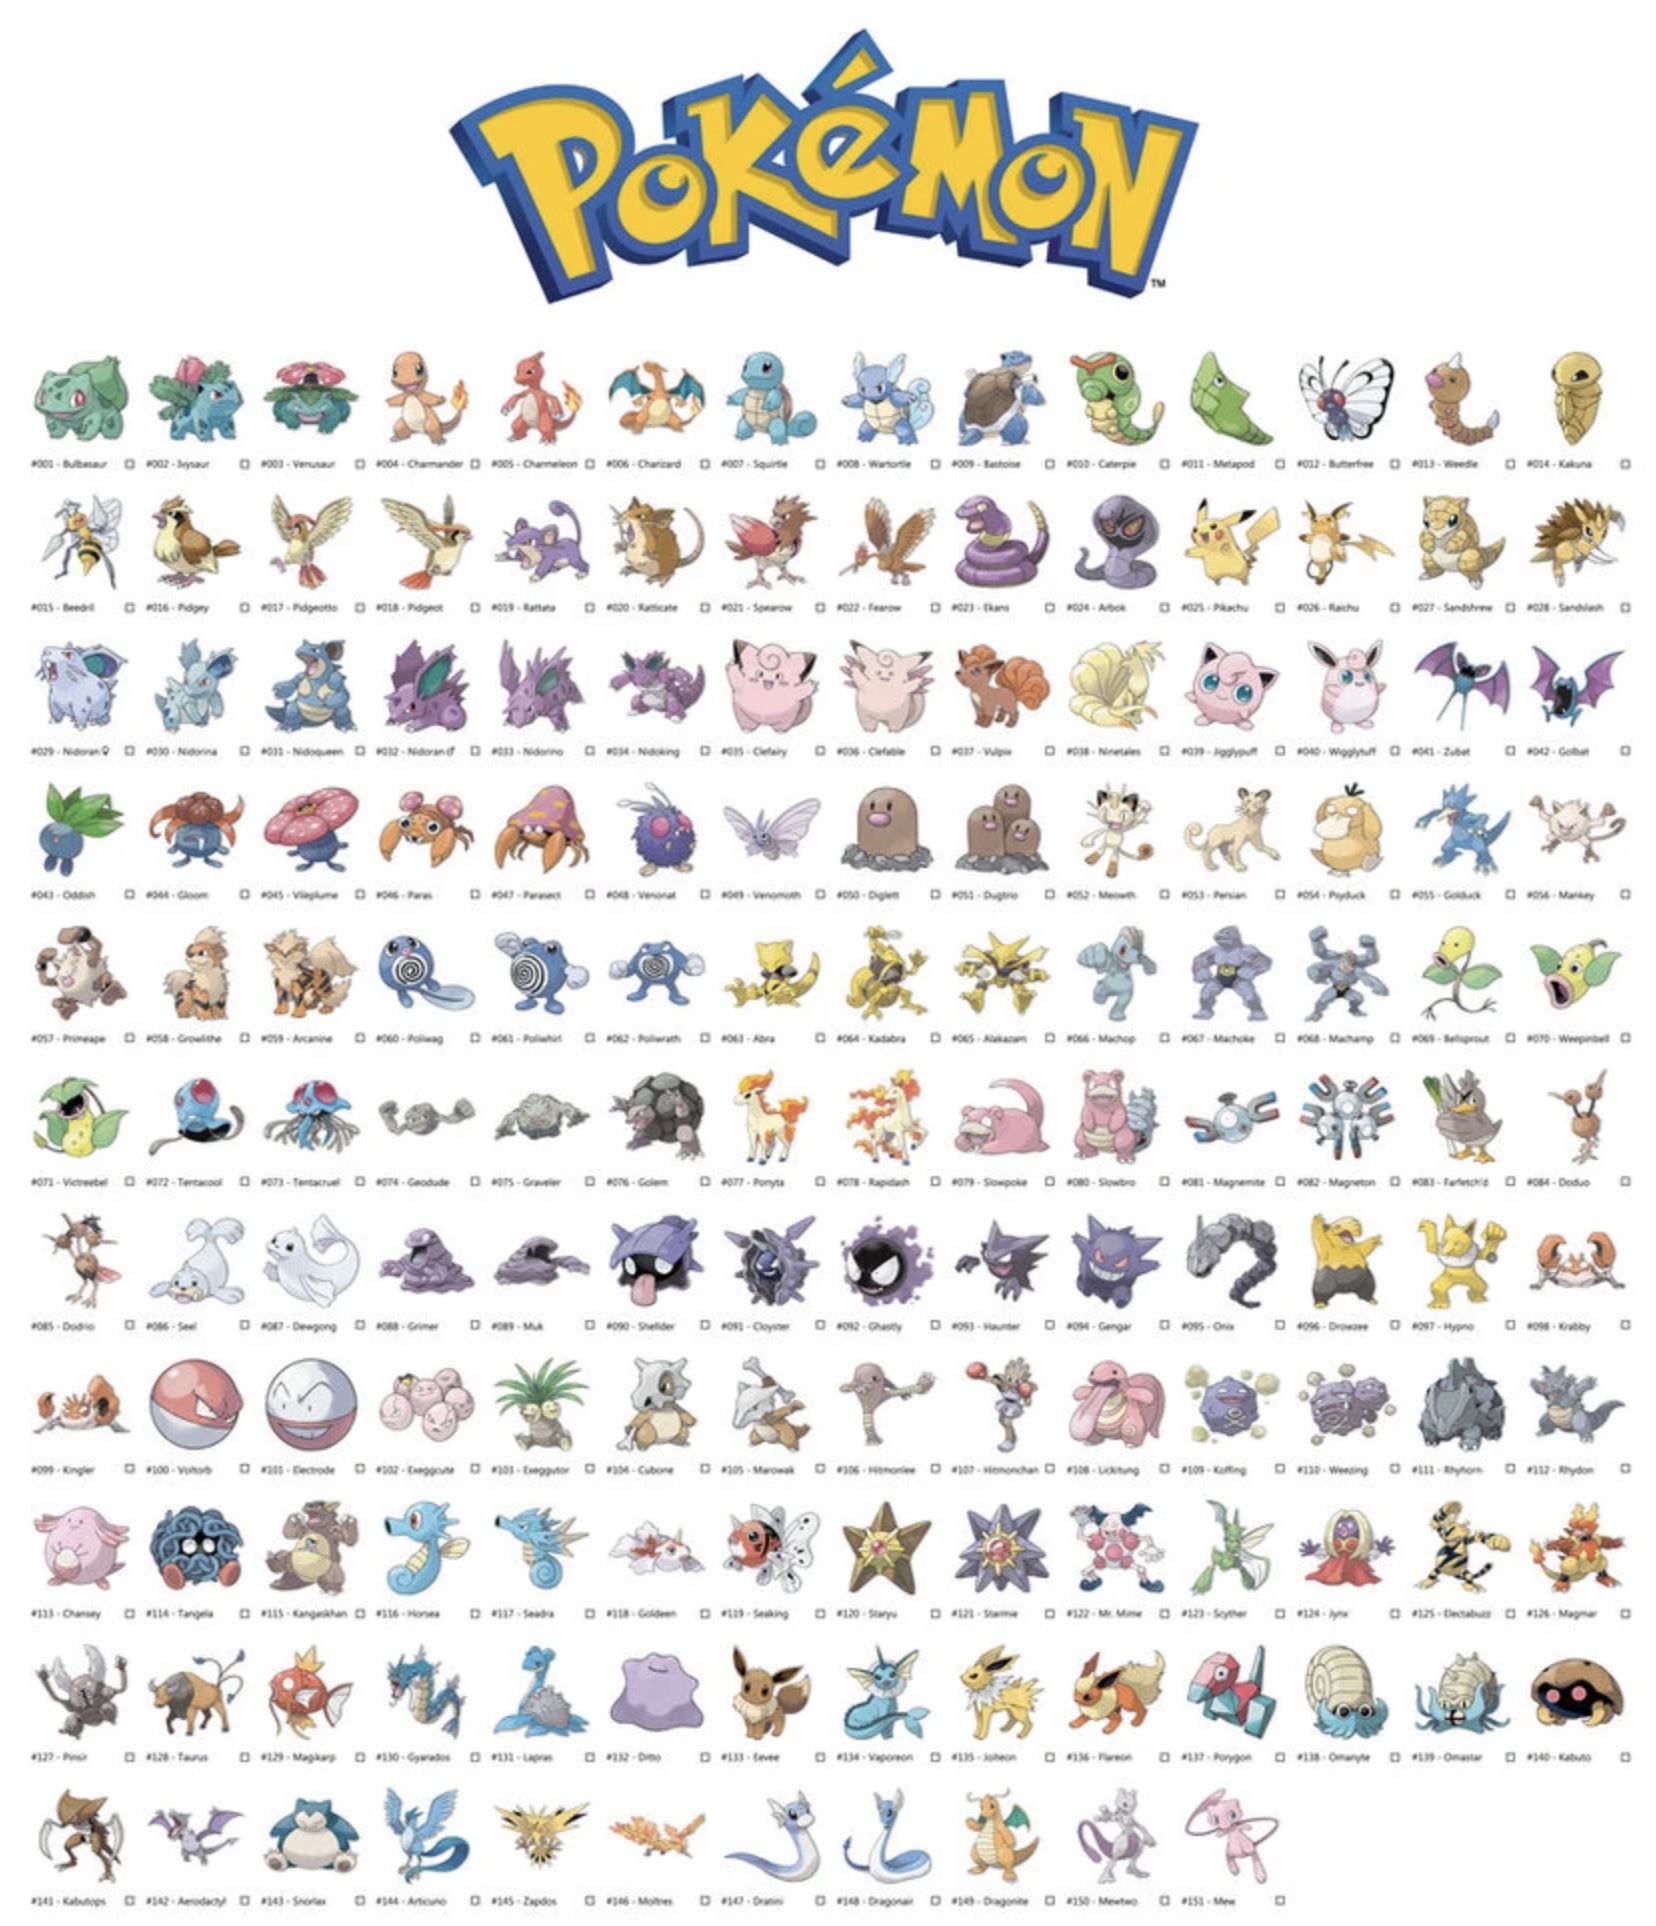 POKéMON
TM
#001 - Bulbasaur #002 - Ivysaur #003 - Venusaur #004 - Charmander #005 - Charmeleon #006 - Charizard #007 - Squirtle #008 - Wartortle #009 - Bastoise #010 - Caterpie #011 - Metapod #012 - Butterfree #013 - Weedle #014 - Kakuna
#015 - Beedril #016 - Pidgey #017 - Pidgeotto #018 - Pidgeot #019 - Rattata #020 - Ratticate #021 - Spearow #022 - Fearow #023 - Ekans #024 - Arbok #025 - Pikachu #026 - Raichu #027 - Sandshrew #028 - Sandslash
#029 - Nidoran♀ #030 - Nidorina #031 - Nidoqueen #032 - Nidoran♂ #033 - Nidorino #034 - Nidoking #035 - Clefairy #036 - Clefable #037 - Vulpix #038 - Ninetales #039 - Jigglypuff #040 - Wigglytuff #041 - Zubat #042 - Golbat
#043 - Oddish #044 - Gloom #045 - Vileplume #046 - Paras #047 - Parasect #048 - Venonat #049 - Venomoth #050 - Diglett #051 - Dugtrio #052 - Meowth #053 - Persian #054 - Psyduck #055 - Golduck #056 - Mankey
#057 - Primeape #058 - Growlithe #059 - Arcanine #060 - Poliwag #061 - Poliwhirl #062 - Poliwrath #063 - Abra #064 - Kadabra #065 - Alakazam #066 - Machop #067 - Machoke #068 - Machamp #069 - Bellsprout #070 - Weepinbell
#071 - Victreebel #072 - Tentacool #073 - Tentacruel #074 - Geodude #075 - Graveler #076 - Golem #077 - Ponyta #078 - Rapidash #079 - Slowpoke #080 - Slowbro #081 - Magnemite #082 - Magneton #083 - Farfetch'd #084 - Doduo
#085 - Dodrio #086 - Seel #087 - Dewgong #088 - Grimer #089 - Muk #090 - Shellder #091 - Cloyster #092 - Ghastly #093 - Haunter #094 - Gengar #095 - Onix #096 - Drowzee #097 - Hypno #098 - Krabby
#099 - Kingler #100 - Voltorb #101 - Electrode #102 - Exeggcute #103 - Exeggutor #104 - Cubone #105 - Marowak #106 - Hitmonlee #107 - Hitmonchan #108 - Lickitung #109 - Koffing #110 - Weezing #111 - Rhyhorn #112 - Rhydon
#113 - Chansey #114 - Tangela #115 - Kangaskhan #116 - Horsea #117 - Seadra #118 - Goldeen #119 - Seaking #120 - Staryu #121 - Starmie #122 - Mr. Mime #123 - Scyther #124 - Jynx #125 - Electabuzz #126 - Magmar
#127 - Pinsir #128 - Taurus #129 - Magikarp #130 - Gyarados #131 - Lapras #132 - Ditto #133 - Eevee #134 - Vaporeon #135 - Jolteon #136 - Flareon #137 - Porygon #138 - Omanyte #139 - Omastar #140 - Kabuto
#141 - Kabutops #142 - Aerodactyl #143 - Snorlax #144 - Articuno #145 - Zapdos #146 - Moltres #147 - Dratini #148 - Dragonair #149 - Dragonite #150 - Mewtwo #151 - Mew